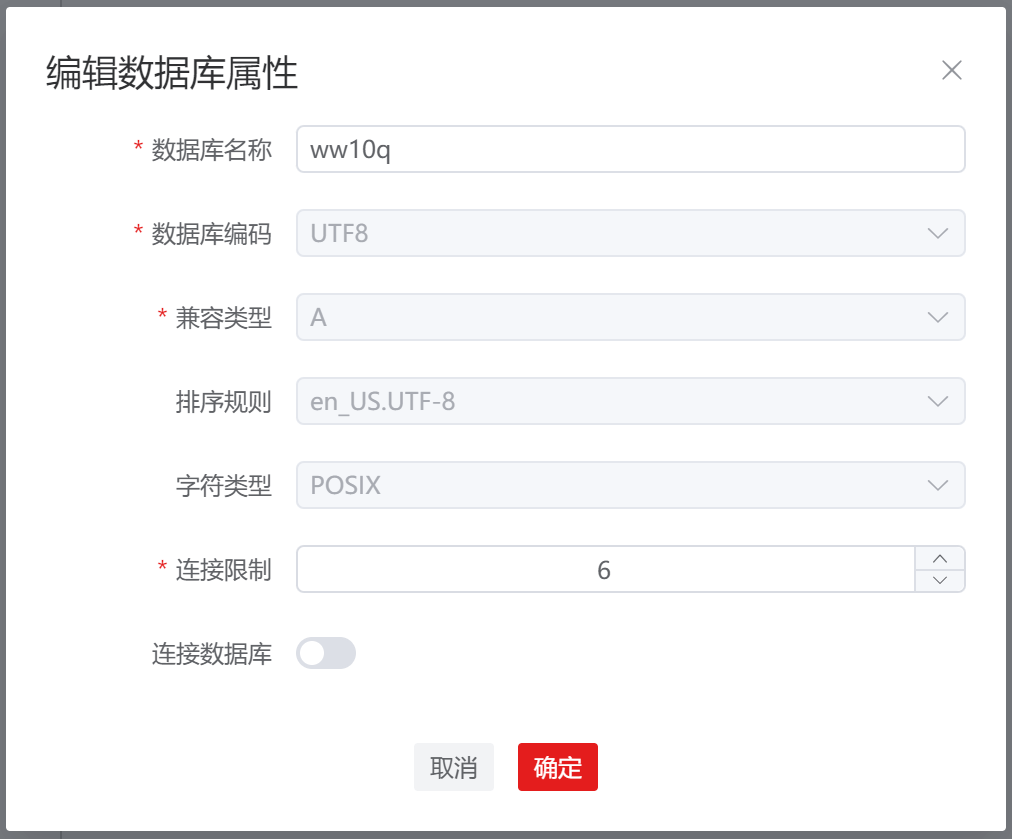 编辑数据库属性
* 数据库名称 ww10q
* 数据库编码 UTF8
* 兼容类型 A
排序规则 en_US.UTF-8
字符类型 POSIX
* 连接限制 6
连接数据库
取消 确定